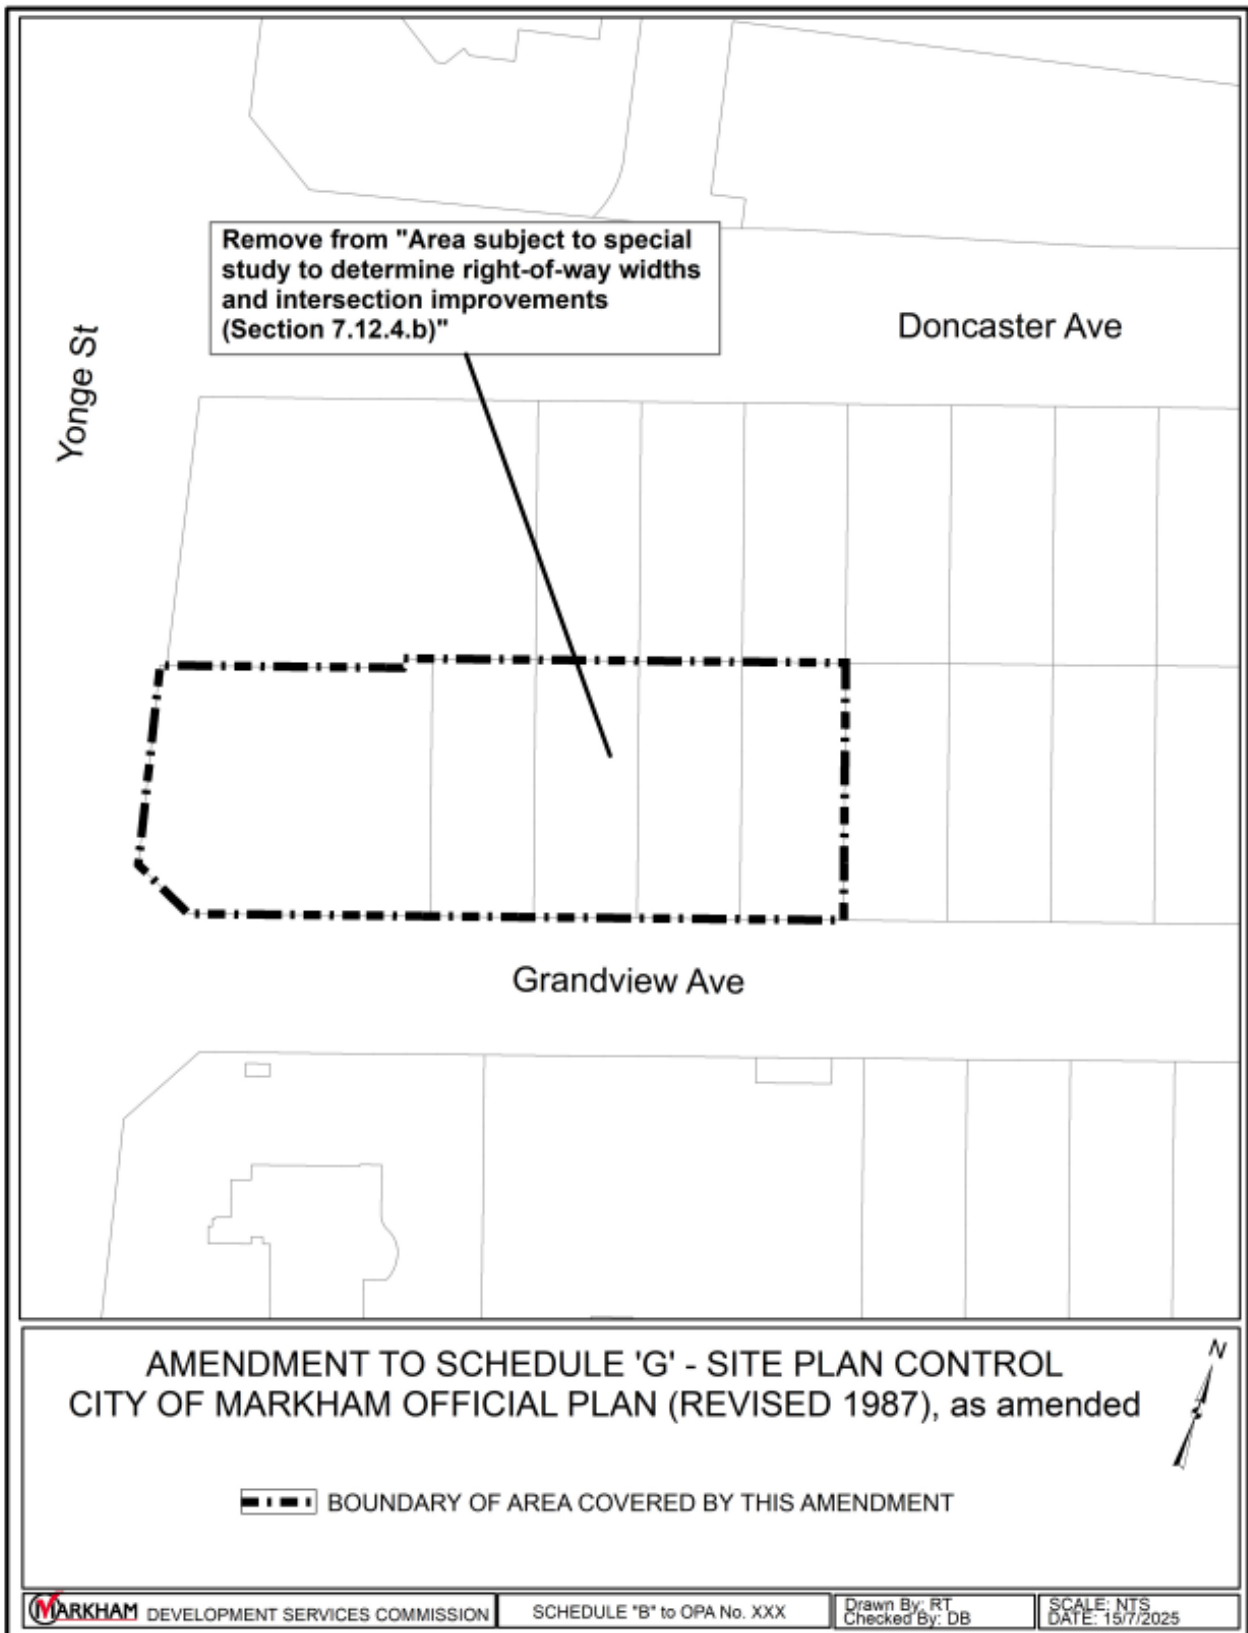 Remove from "Area subject to special
study to determine right-of-way widths
and intersection improvements
(Section 7.12.4.b)"
Doncaster Ave
Yonge St
Grandview Ave
AMENDMENT TO SCHEDULE 'G' - SITE PLAN CONTROL
CITY OF MARKHAM OFFICIAL PLAN (REVISED 1987), as amended
N
BOUNDARY OF AREA COVERED BY THIS AMENDMENT
MARKHAM DEVELOPMENT SERVICES COMMISSION
SCHEDULE "B" to OPA No. XXX
Drawn By: RT
Checked By: DB
SCALE: NTS
DATE: 15/7/2025